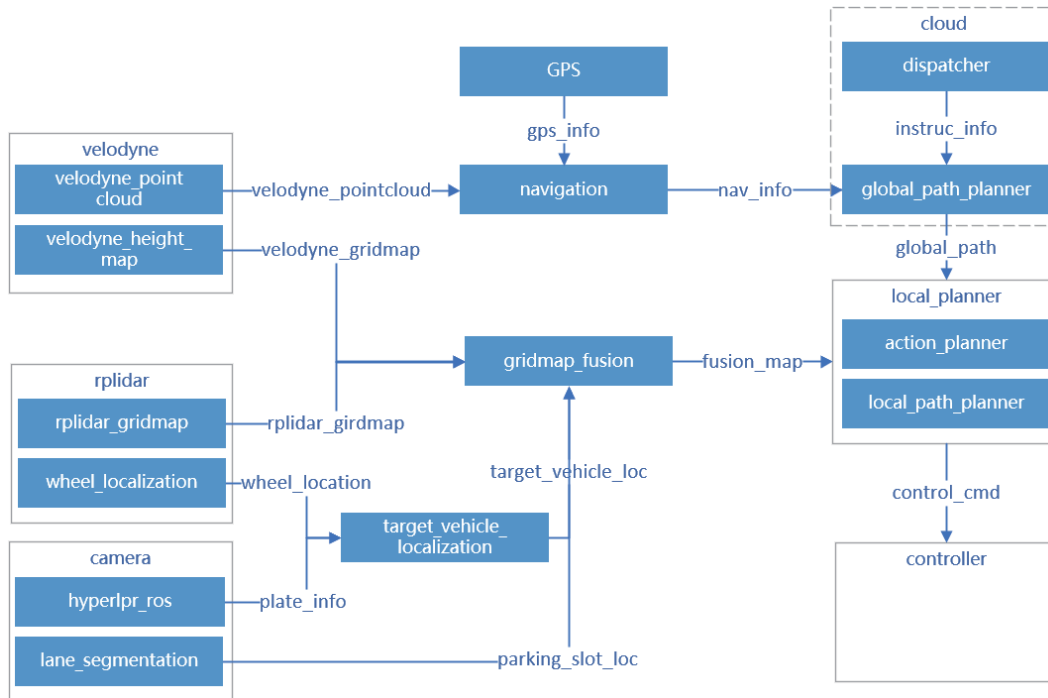 cloud
GPS
dispatcher
gps_info
instruc_info
velodyne
velodyne_point
cloud
velodyne_pointcloud
navigation
nav_info
global_path_planner
velodyne_height_
map
velodyne_gridmap
global_path
local_planner
action_planner
gridmap_fusion
fusion_map
rplidar
local_path_planner
rplidar_gridmap
rplidar_girdmap
wheel_localization
wheel_location
target_vehicle_loc
control_cmd
target_vehicle_
localization
camera
controller
hyperlpr_ros
plate_info
lane_segmentation
parking_slot_loc